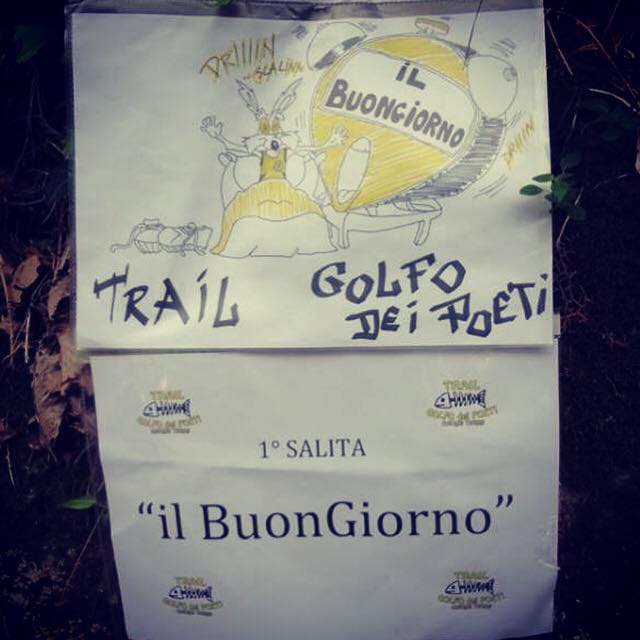 DRIIIIN
iL
BUONGIORNO
DRIIIN
TRAiL
GOLFO
DEi POETi
TRAIL
GOLFO dei POETI
TRAIL
GOLFO dei POETI
1° SALITA
“il BuonGiorno”
TRAIL
GOLFO dei POETI
TRAIL
GOLFO dei POETI